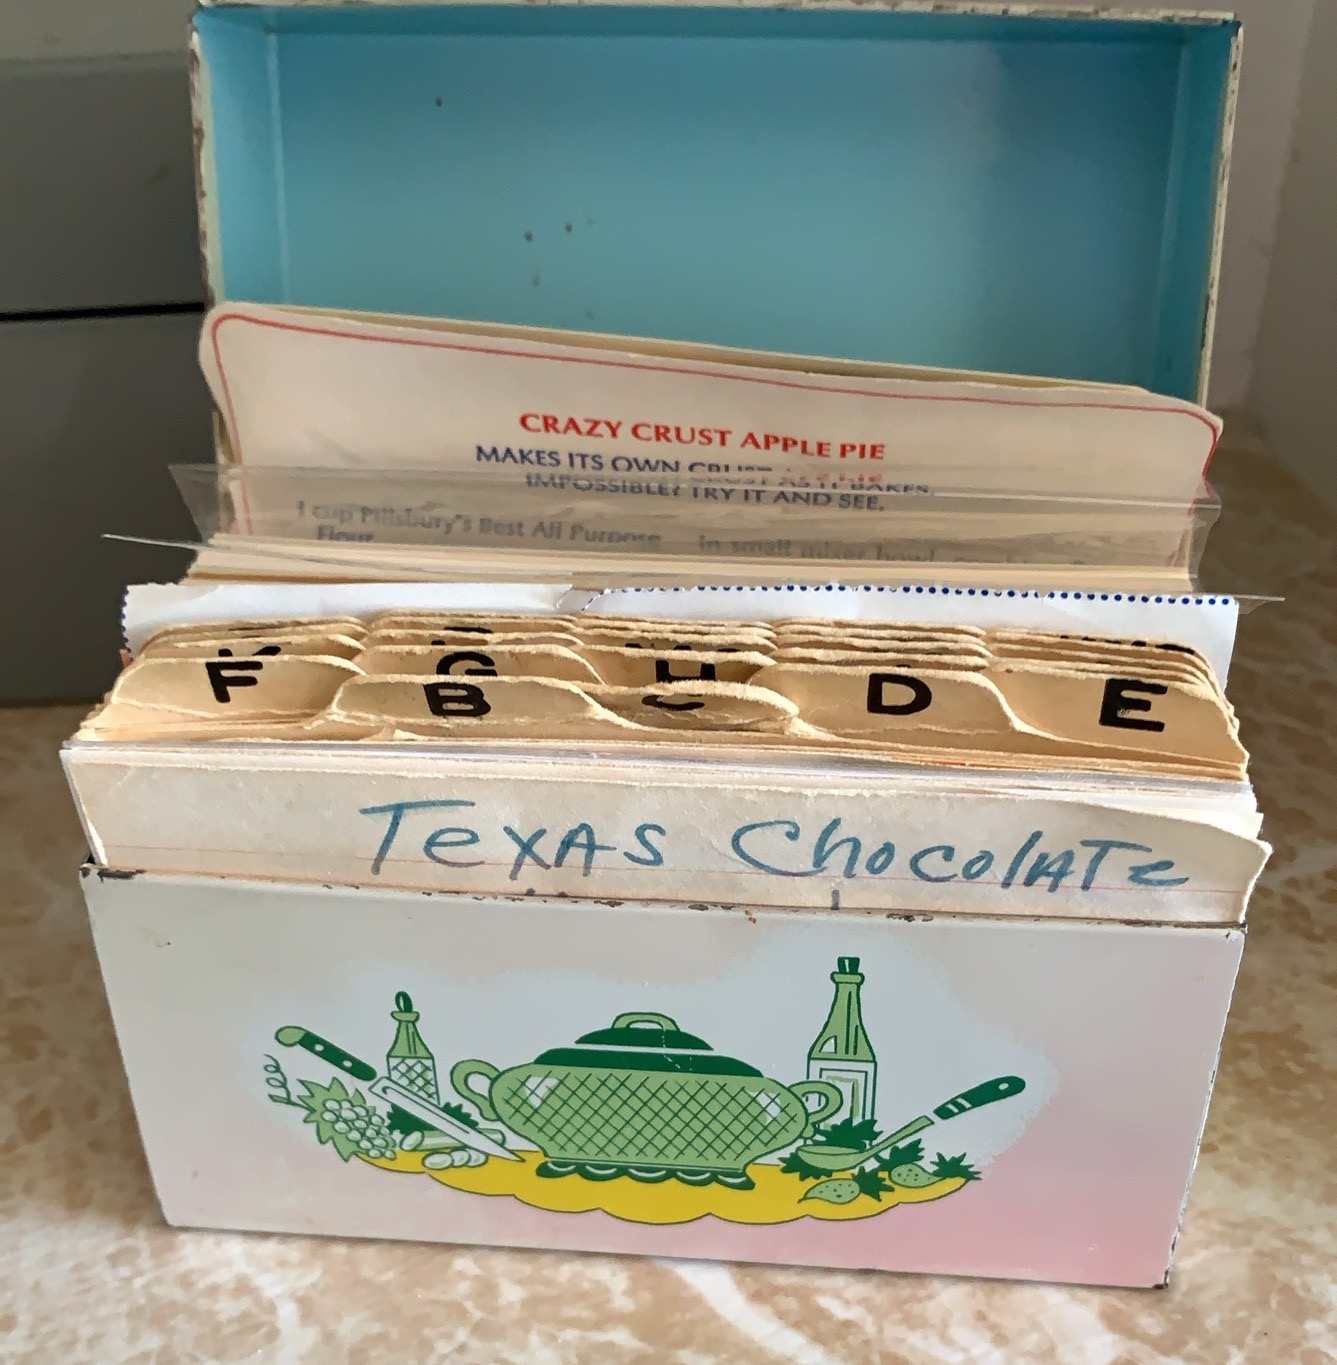 CRAZY CRUST APPLE PIE
MAKES ITS OWN CRUST AS IT BAKES.
IMPOSSIBLE? TRY IT AND SEE.
1 cup Pillsbury's Best All Purpose
Flour
in small mixer bowl
F G H D E
B
Texas Chocolate